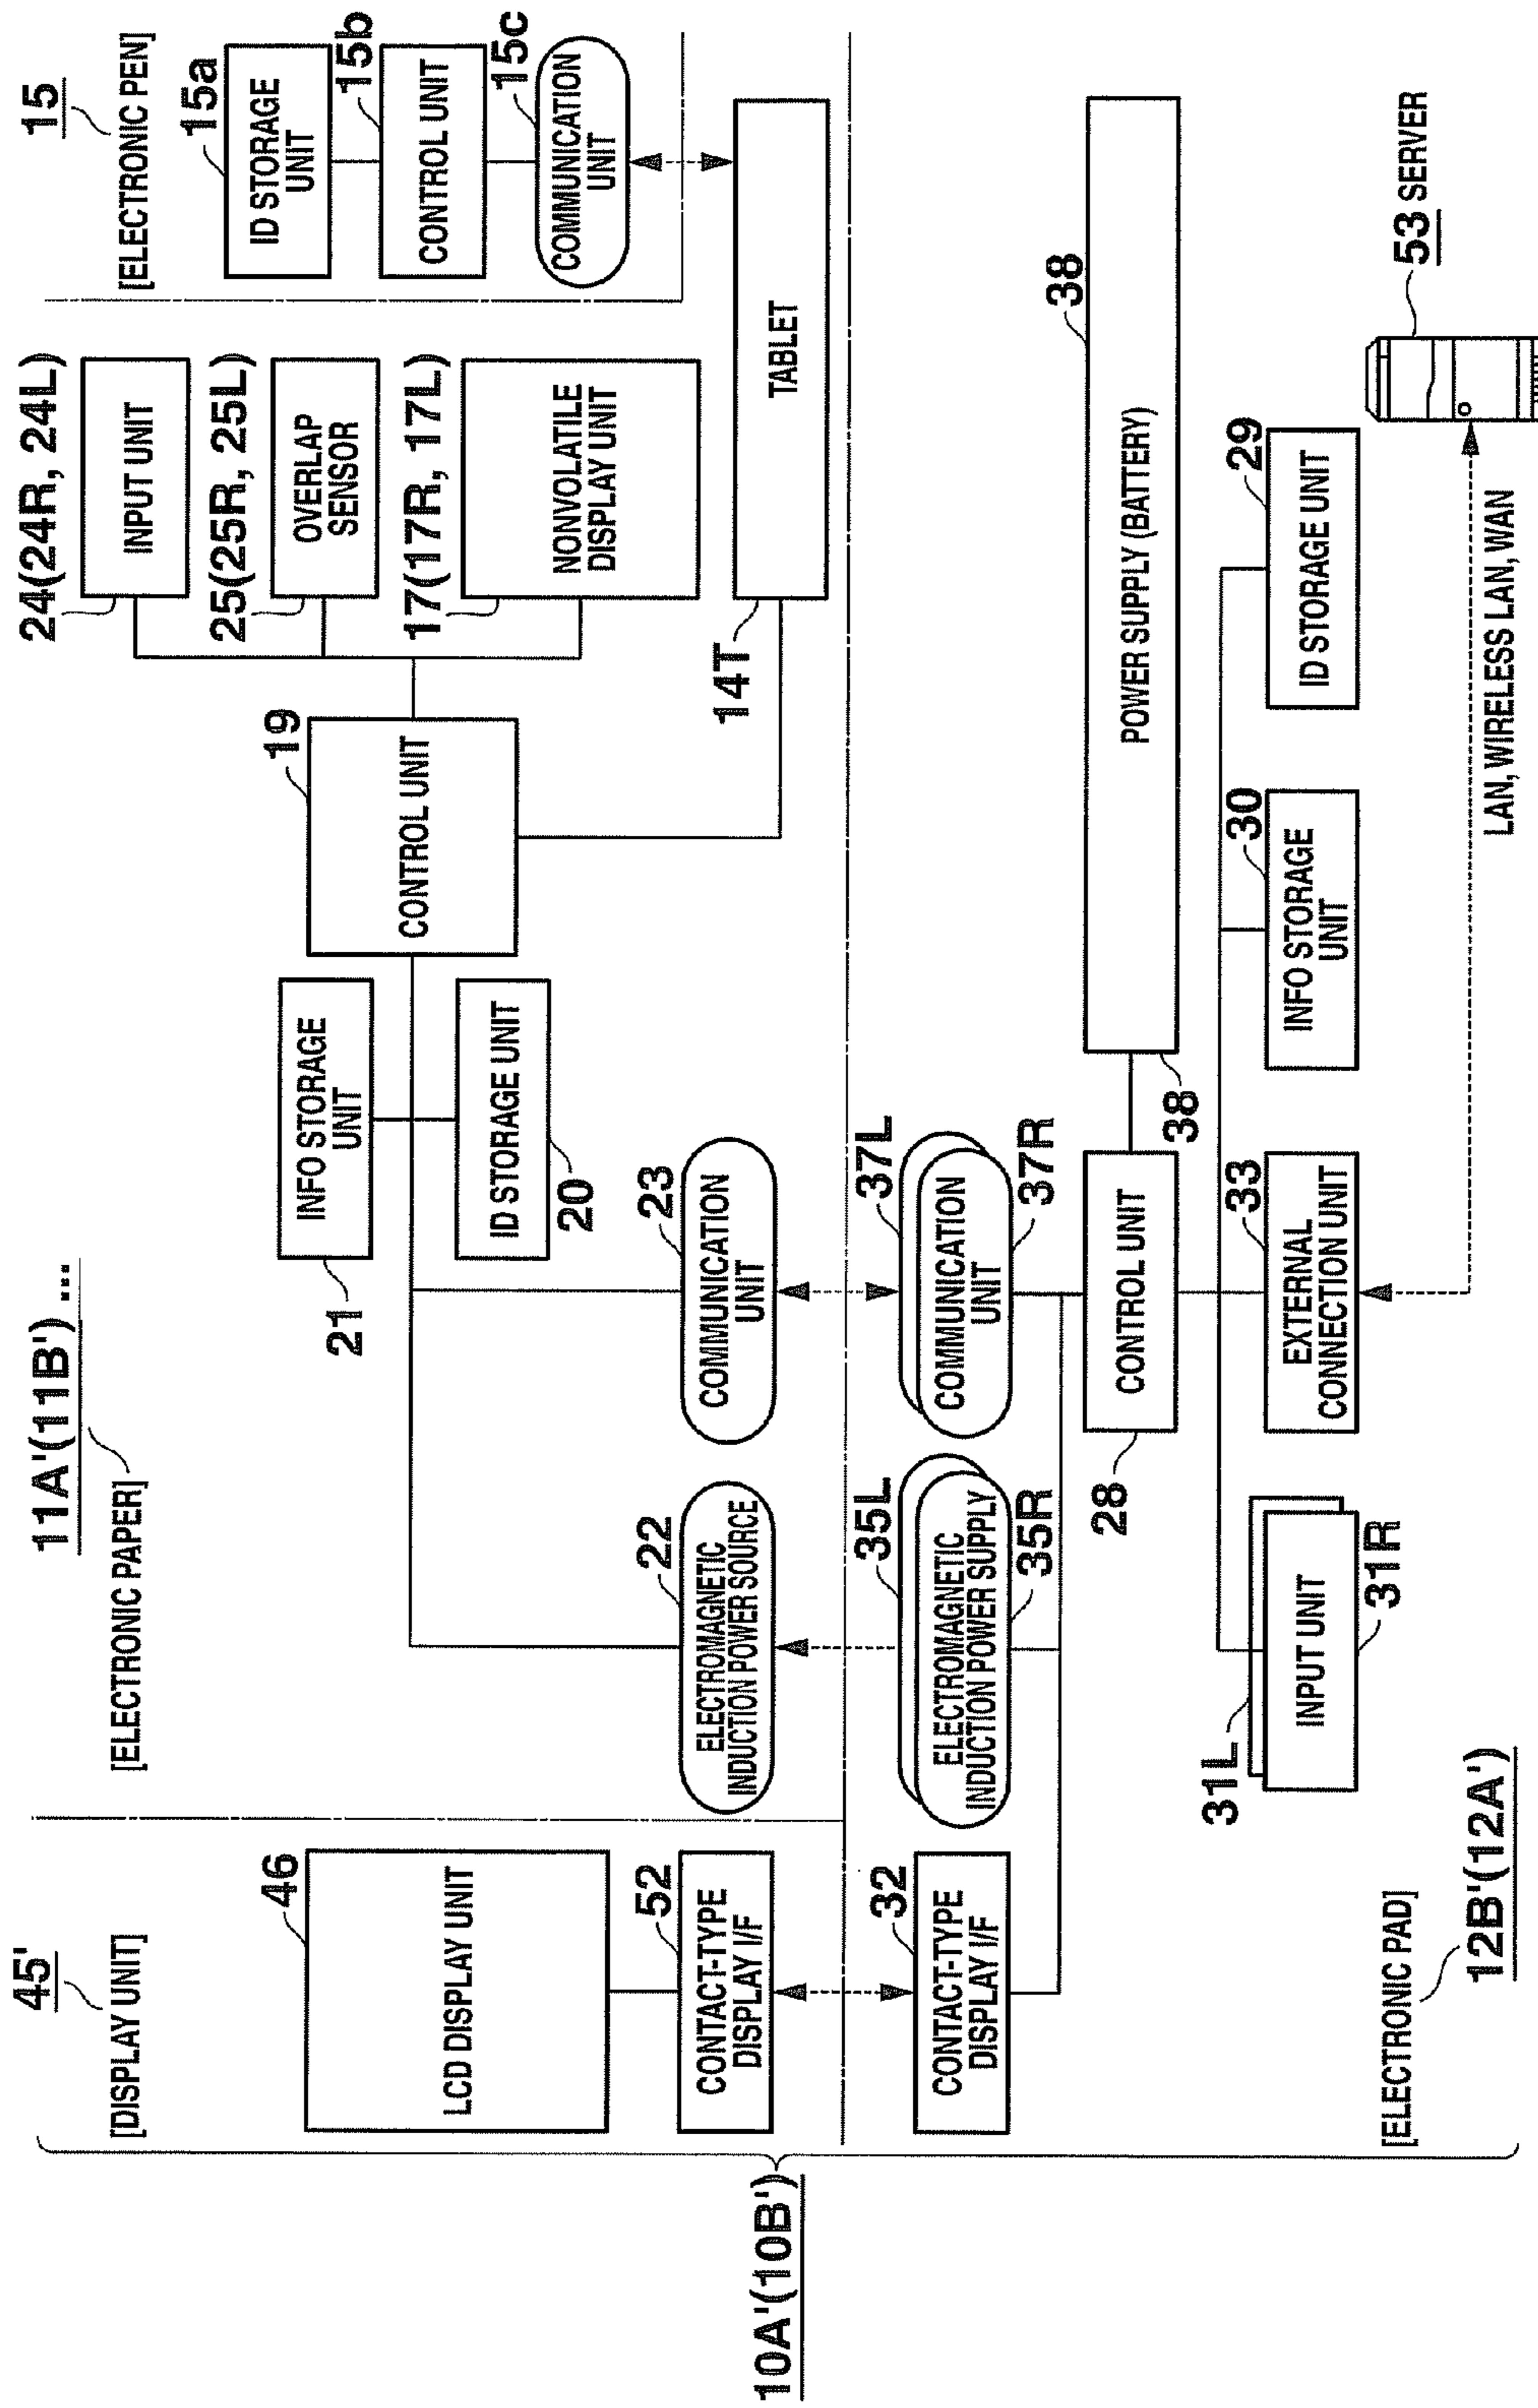 10A'(10B')
45'
[DISPLAY UNIT]
46
LCD DISPLAY UNIT
52
CONTACT-TYPE
DISPLAY I/F
11A'(11B') ...
[ELECTRONIC PAPER]
22
ELECTROMAGNETIC
INDUCTION POWER SOURCE
23
COMMUNICATION
UNIT
21
INFO STORAGE
UNIT
ID STORAGE UNIT
20
19
CONTROL UNIT
24(24R, 24L)
INPUT UNIT
25(25R, 25L)
OVERLAP
SENSOR
17(17R, 17L)
NONVOLATILE
DISPLAY UNIT
14T
TABLET
15
[ELECTRONIC PEN]
15a
ID STORAGE
UNIT
15b
CONTROL UNIT
15c
COMMUNICATION
UNIT
32
CONTACT-TYPE
DISPLAY I/F
35L
ELECTROMAGNETIC
INDUCTION POWER SUPPLY
35R
37L
COMMUNICATION
UNIT
37R
28
CONTROL UNIT
38
38
POWER SUPPLY (BATTERY)
31L
INPUT UNIT
31R
33
EXTERNAL
CONNECTION UNIT
30
INFO STORAGE
UNIT
29
ID STORAGE UNIT
53 SERVER
LAN, WIRELESS LAN, WAN
[ELECTRONIC PAD]
12B'(12A')